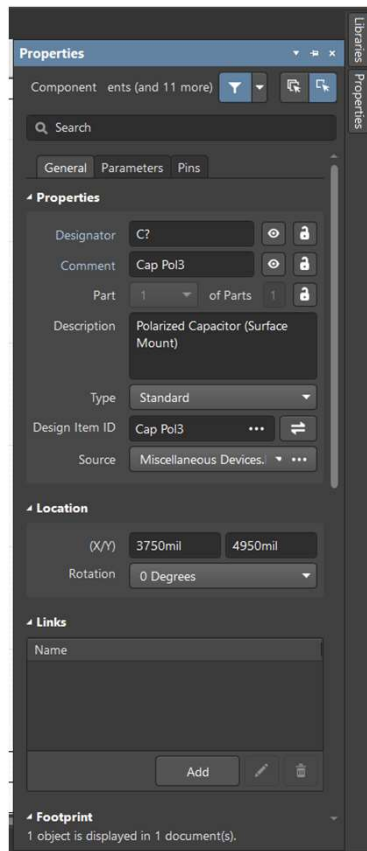 Properties
Component ents (and 11 more)
Search
General Parameters Pins
Properties
Designator C?
Comment Cap Pol3
Part 1 of Parts 1
Description Polarized Capacitor (Surface
Mount)
Type Standard
Design Item ID Cap Pol3 •••
Source Miscellaneous Devices. •••
Location
(X/Y) 3750mil 4950mil
Rotation 0 Degrees
Links
Name
Add
Footprint
1 object is displayed in 1 document(s).
Libraries
Properties